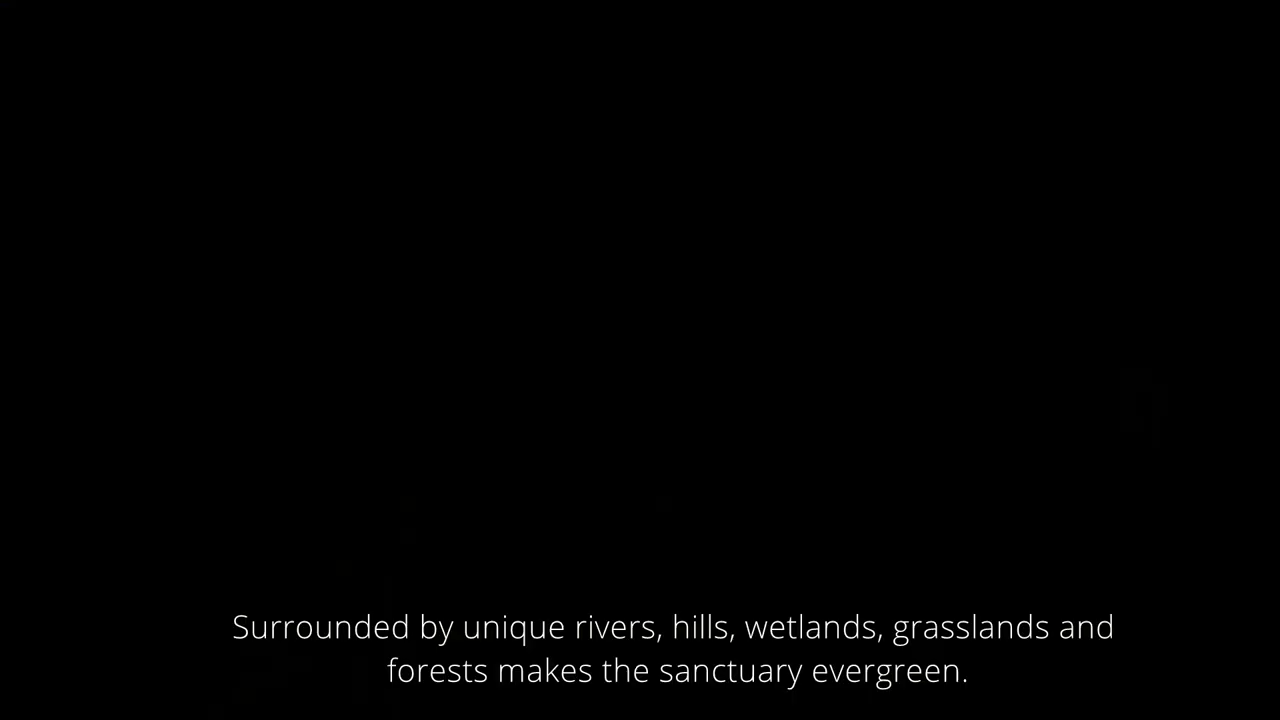 Surrounded by unique rivers, hills, wetlands, grasslands and
forests makes the sanctuary evergreen.